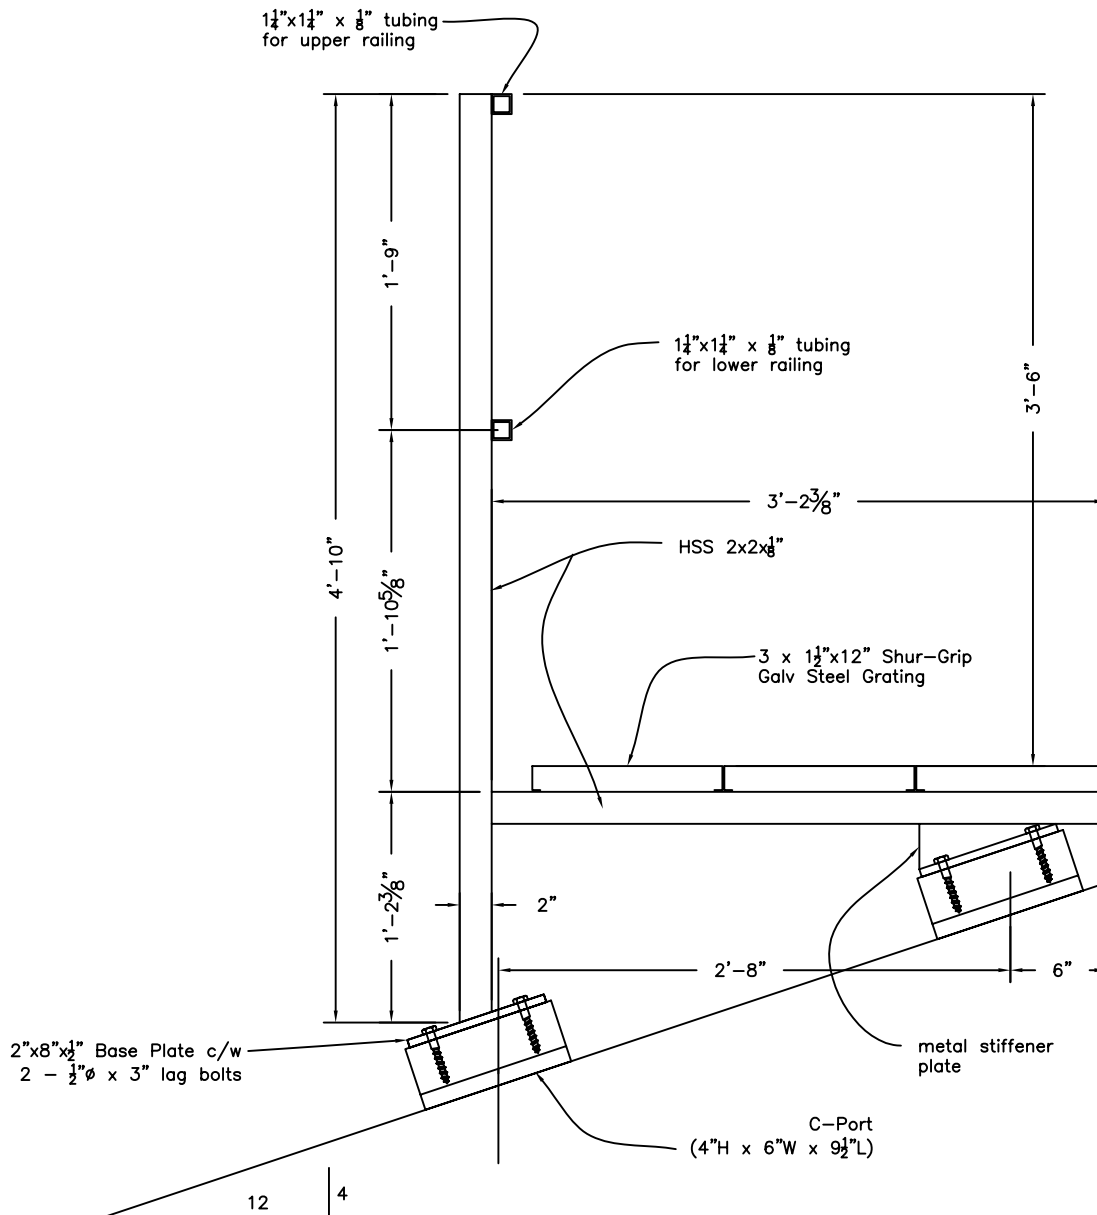 1¼"x1¼" x ⅛" tubing
for upper railing
1'-9"
3'-6"
1¼"x1¼" x ⅛" tubing
for lower railing
3'-2⅜"
4'-10"
HSS 2x2x⅛"
1'-10⅝"
3 x 1½"x12" Shur-Grip
Galv Steel Grating
1'-2⅜"
2"
2'-8"
6"
2"x8"x½" Base Plate c/w
2 - ½"ø x 3" lag bolts
metal stiffener
plate
C-Port
(4"H x 6"W x 9½"L)
12
4